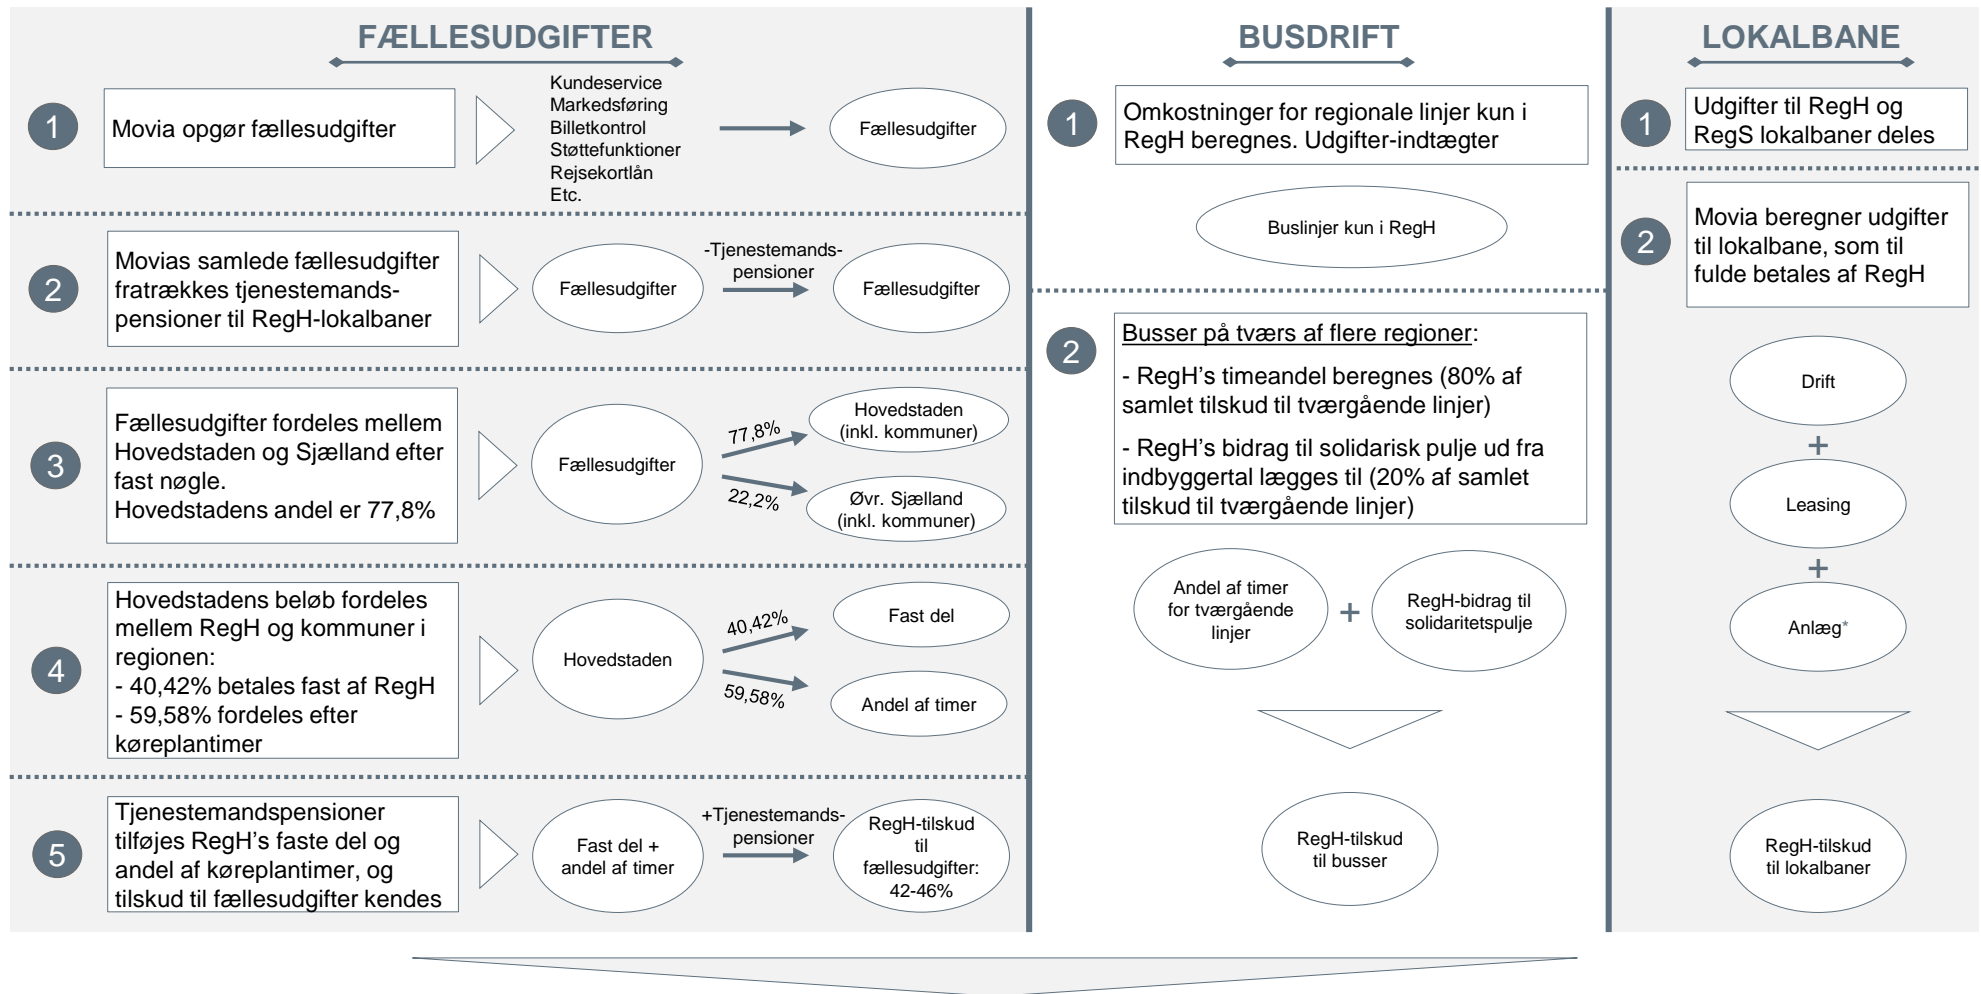 FÆLLESUDGIFTER
1
Movia opgør fællesudgifter
Kundeservice
Markedsføring
Billetkontrol
Støttefunktioner
Rejsekortlån
Etc.
Fællesudgifter
2
Movias samlede fællesudgifter
fratrækkes tjenestemands-
pensioner til RegH-lokalbaner
Fællesudgifter
-Tjenestemands-
pensioner
Fællesudgifter
3
Fællesudgifter fordeles mellem
Hovedstaden og Sjælland efter
fast nøgle.
Hovedstadens andel er 77,8%
Fællesudgifter
77,8%
22,2%
Hovedstaden
(inkl. kommuner)
Øvr. Sjælland
(inkl. kommuner)
4
Hovedstadens beløb fordeles
mellem RegH og kommuner i
regionen:
- 40,42% betales fast af RegH
- 59,58% fordeles efter
køreplantimer
Hovedstaden
40,42%
59,58%
Fast del
Andel af timer
5
Tjenestemandspensioner
tilføjes RegH’s faste del og
andel af køreplantimer, og
tilskud til fællesudgifter kendes
Fast del +
andel af timer
+Tjenestemands-
pensioner
RegH-tilskud
til
fællesudgifter:
42-46%
BUSDRIFT
1
Omkostninger for regionale linjer kun i
RegH beregnes. Udgifter-indtægter
Buslinjer kun i RegH
2
Busser på tværs af flere regioner:
- RegH’s timeandel beregnes (80% af
samlet tilskud til tværgående linjer)
- RegH’s bidrag til solidarisk pulje ud fra
indbyggertal lægges til (20% af samlet
tilskud til tværgående linjer)
Andel af timer
for tværgående
linjer
+
RegH-bidrag til
solidaritetspulje
RegH-tilskud
til busser
LOKALBANE
1
Udgifter til RegH og
RegS lokalbaner deles
2
Movia beregner udgifter
til lokalbane, som til
fulde betales af RegH
Drift
+
Leasing
+
Anlæg*
RegH-tilskud
til lokalbaner